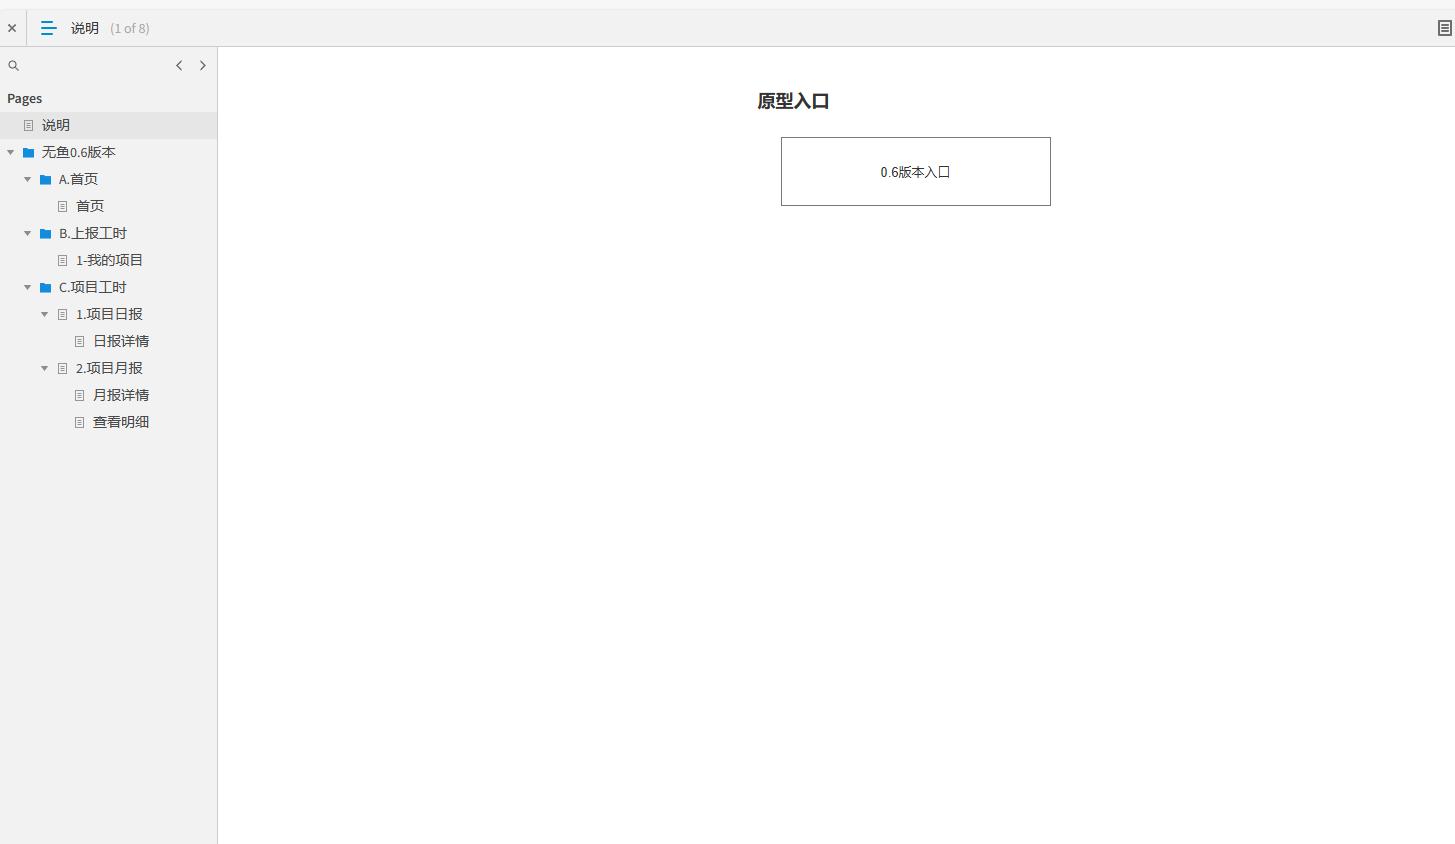 说明 (1 of 8)
Pages
说明
无鱼0.6版本
A.首页
首页
B.上报工时
1-我的项目
C.项目工时
1.项目日报
日报详情
2.项目月报
月报详情
查看明细
原型入口
0.6版本入口